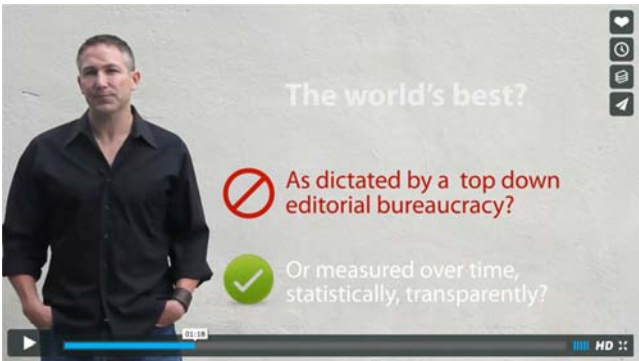 The world's best?
As dictated by a top down
editorial bureaucracy?
Or measured over time,
statistically, transparently?
01:18
HD